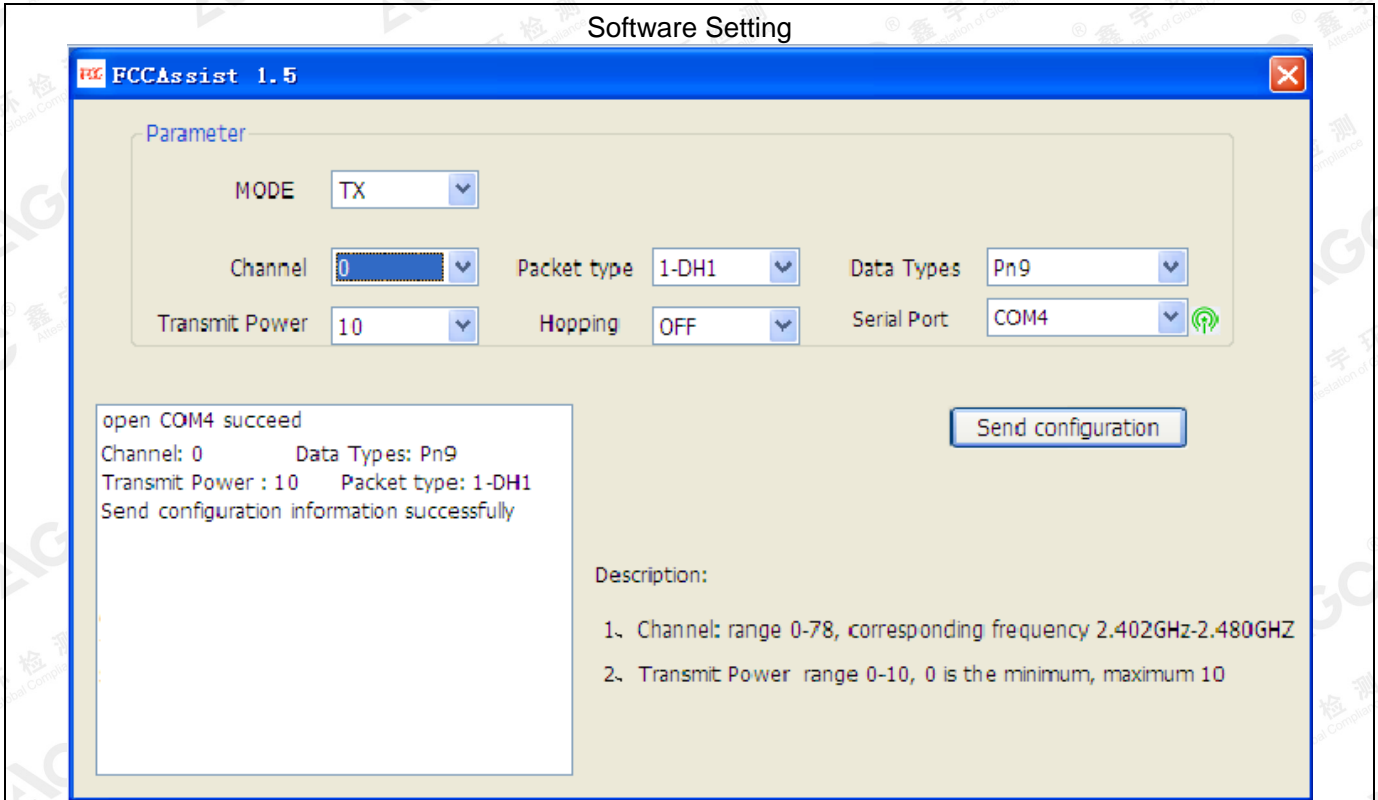 Software Setting
FCCAssist 1.5
Parameter
MODE TX
Channel 0 Packet type 1-DH1 Data Types Pn9
Transmit Power 10 Hopping OFF Serial Port COM4
open COM4 succeed
Channel: 0 Data Types: Pn9
Transmit Power : 10 Packet type: 1-DH1
Send configuration information successfully
Send configuration
Description:
1、Channel: range 0-78, corresponding frequency 2.402GHz-2.480GHZ
2、Transmit Power range 0-10, 0 is the minimum, maximum 10